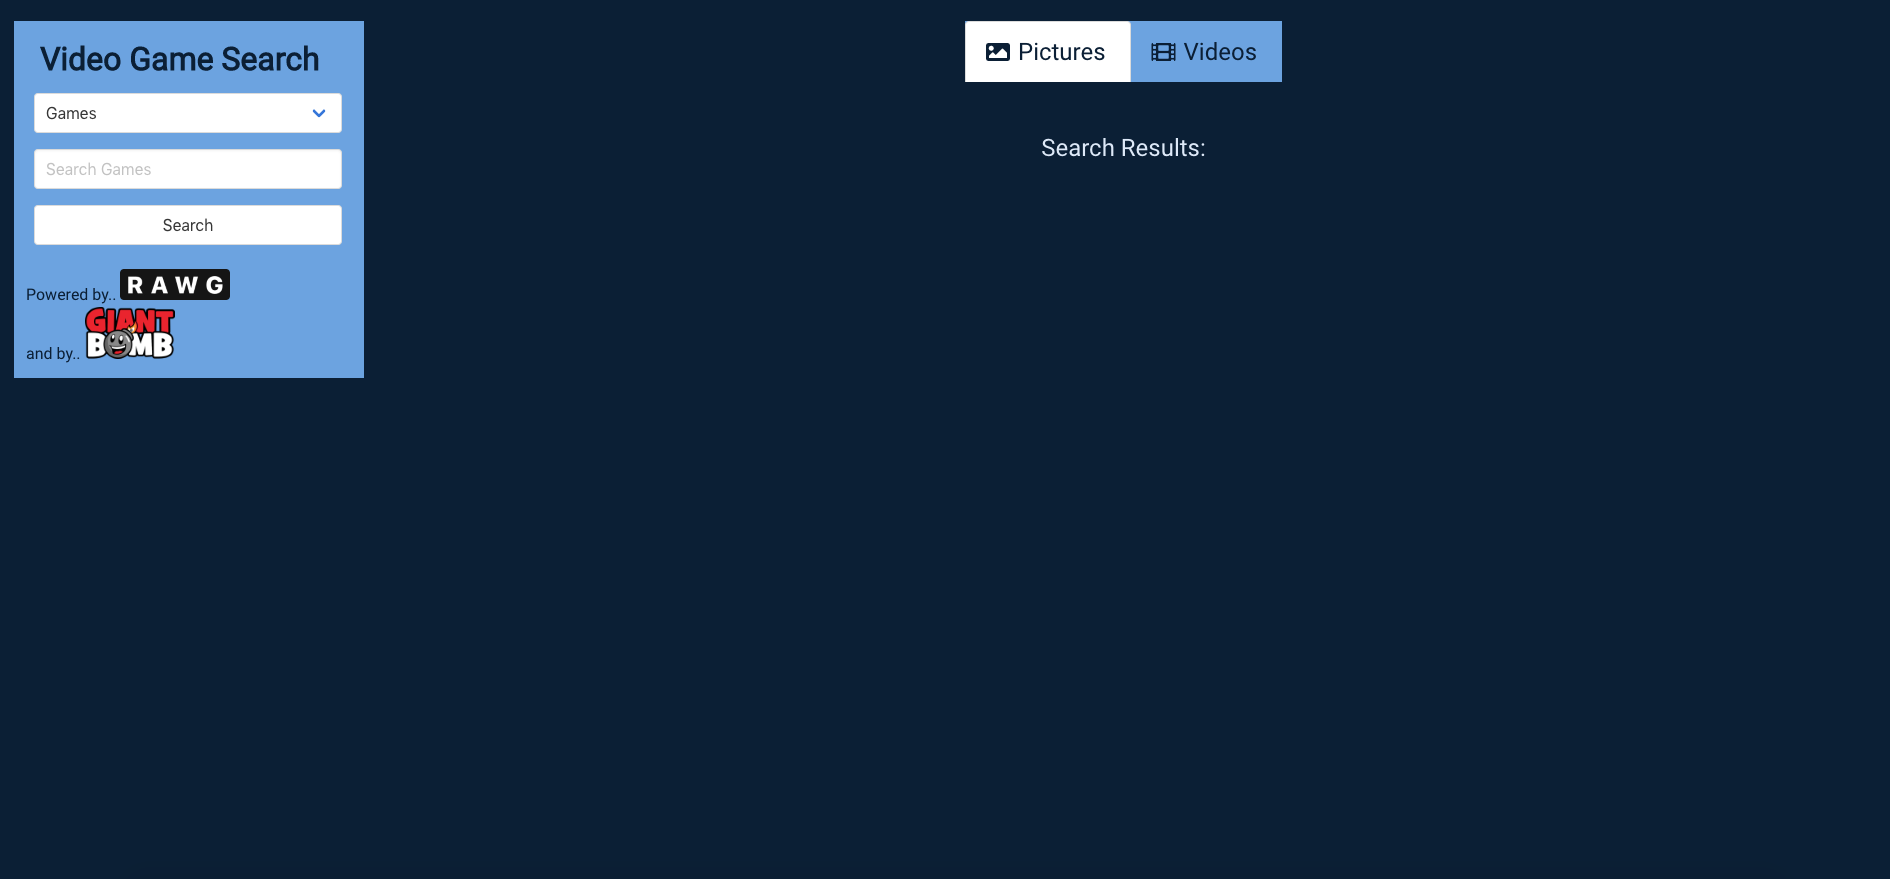 Video Game Search
Games
Search Games
Search
Powered by.. RAWG
GIANT
BOMB
and by..
Pictures
Videos
Search Results: